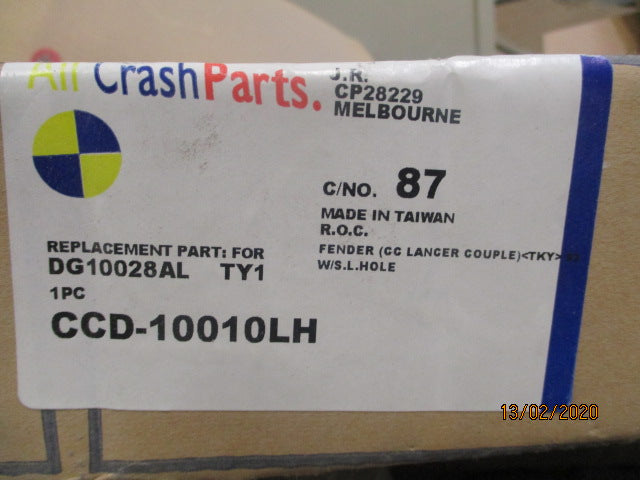 All CrashParts.
J.R.
CP28229
MELBOURNE
C/NO. 87
MADE IN TAIWAN
R.O.C.
FENDER (CC LANCER COUPLE)<TKY>
W/S.L.HOLE
REPLACEMENT PART: FOR
DG10028AL TY1
1PC
CCD-10010LH
13/02/2020